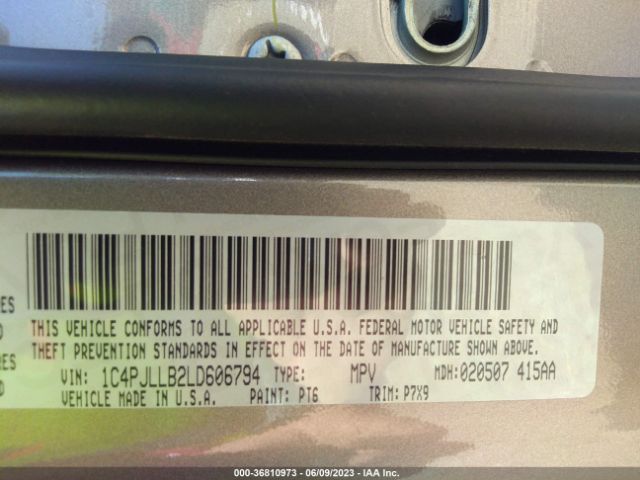 THIS VEHICLE CONFORMS TO ALL APPLICABLE U.S.A. FEDERAL MOTOR VEHICLE SAFETY AND
THEFT PREVENTION STANDARDS IN EFFECT ON THE DATE OF MANUFACTURE SHOWN ABOVE.
VIN: 1C4PJLLB2LD606794 TYPE: MPV MDH: 020507 415AA
VEHICLE MADE IN U.S.A. PAINT: PTG TRIM: P7X9
000-36810973 | 06/09/2023 | IAA Inc.